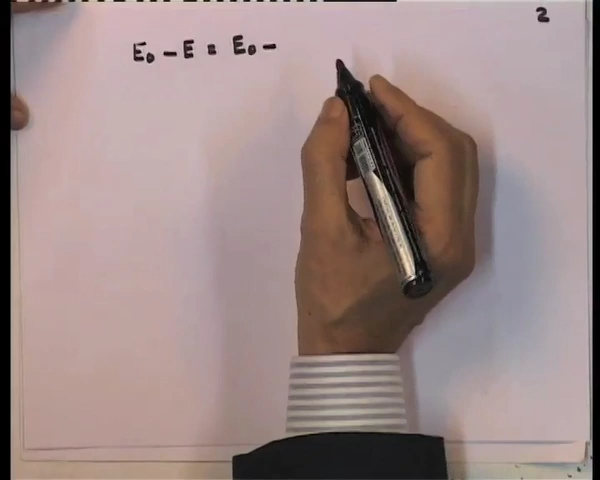 2
E₀ - E = E₀ -